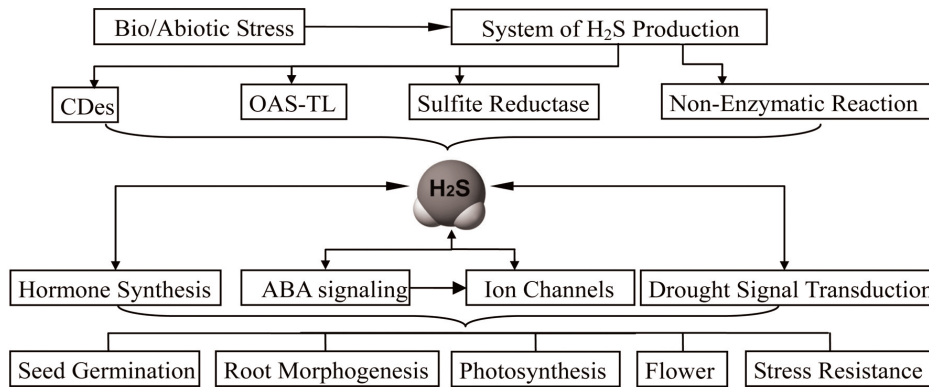 Bio/Abiotic Stress
System of H₂S Production
CDes
OAS-TL
Sulfite Reductase
Non-Enzymatic Reaction
H₂S
Hormone Synthesis
ABA signaling
Ion Channels
Drought Signal Transduction
Seed Germination
Root Morphogenesis
Photosynthesis
Flower
Stress Resistance